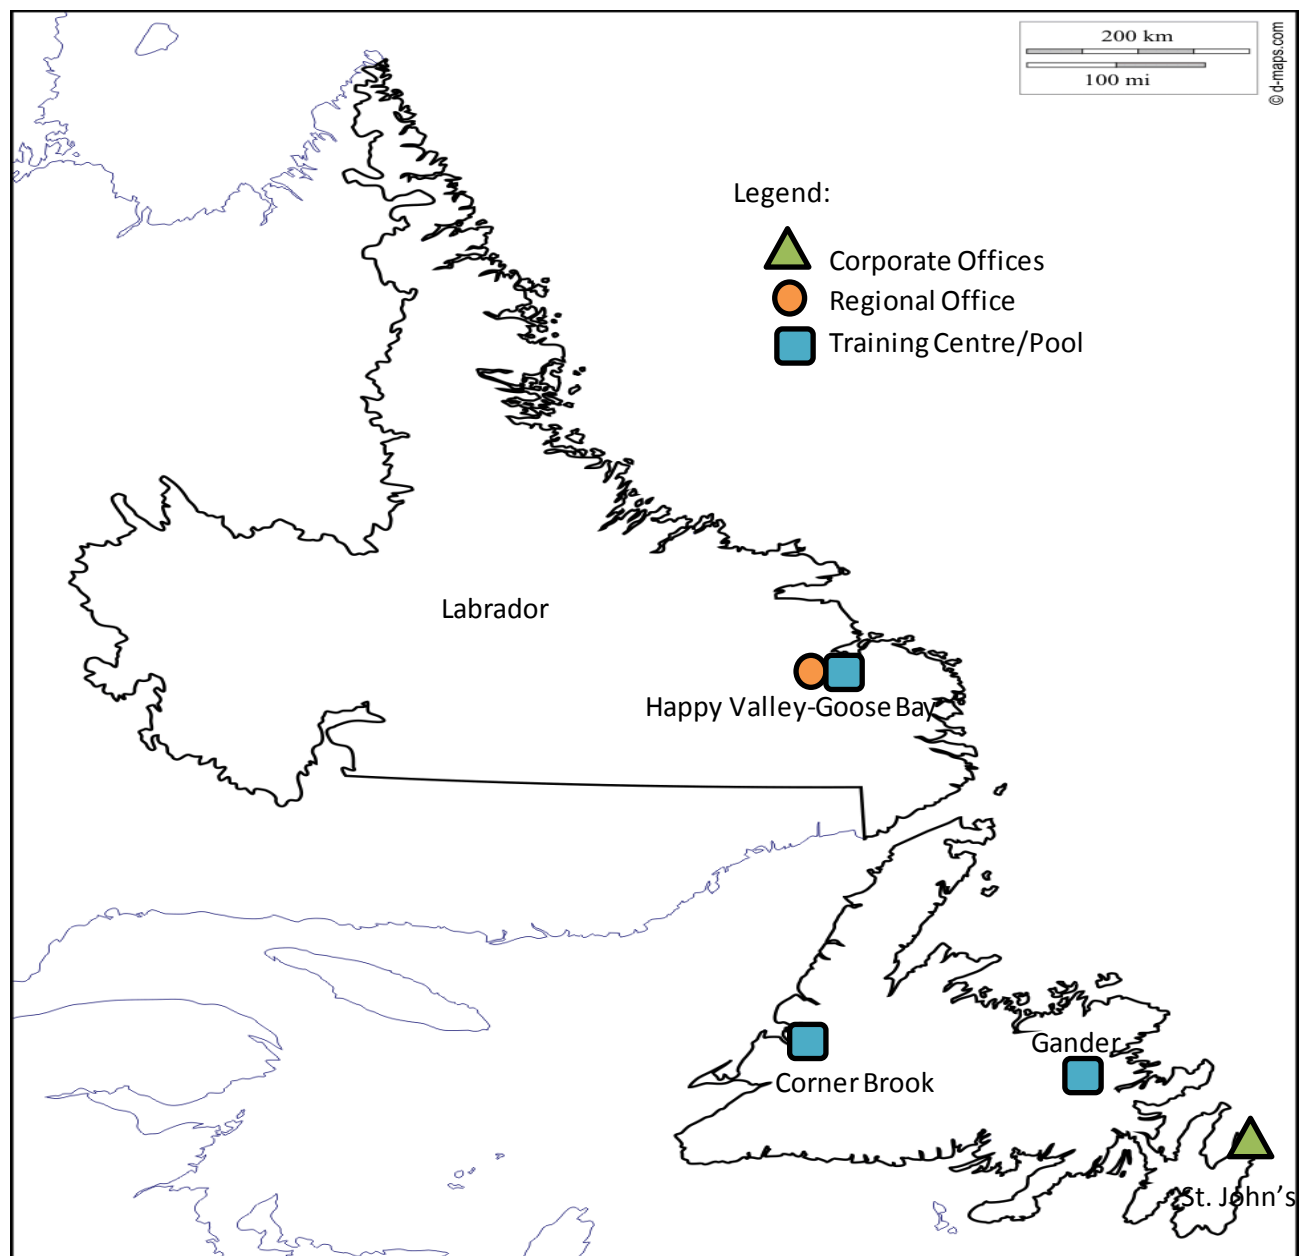 200 km
100 mi
© d-maps.com
Legend:
Corporate Offices
Regional Office
Training Centre/Pool
Labrador
Happy Valley-Goose Bay
Gander
Corner Brook
St. John's